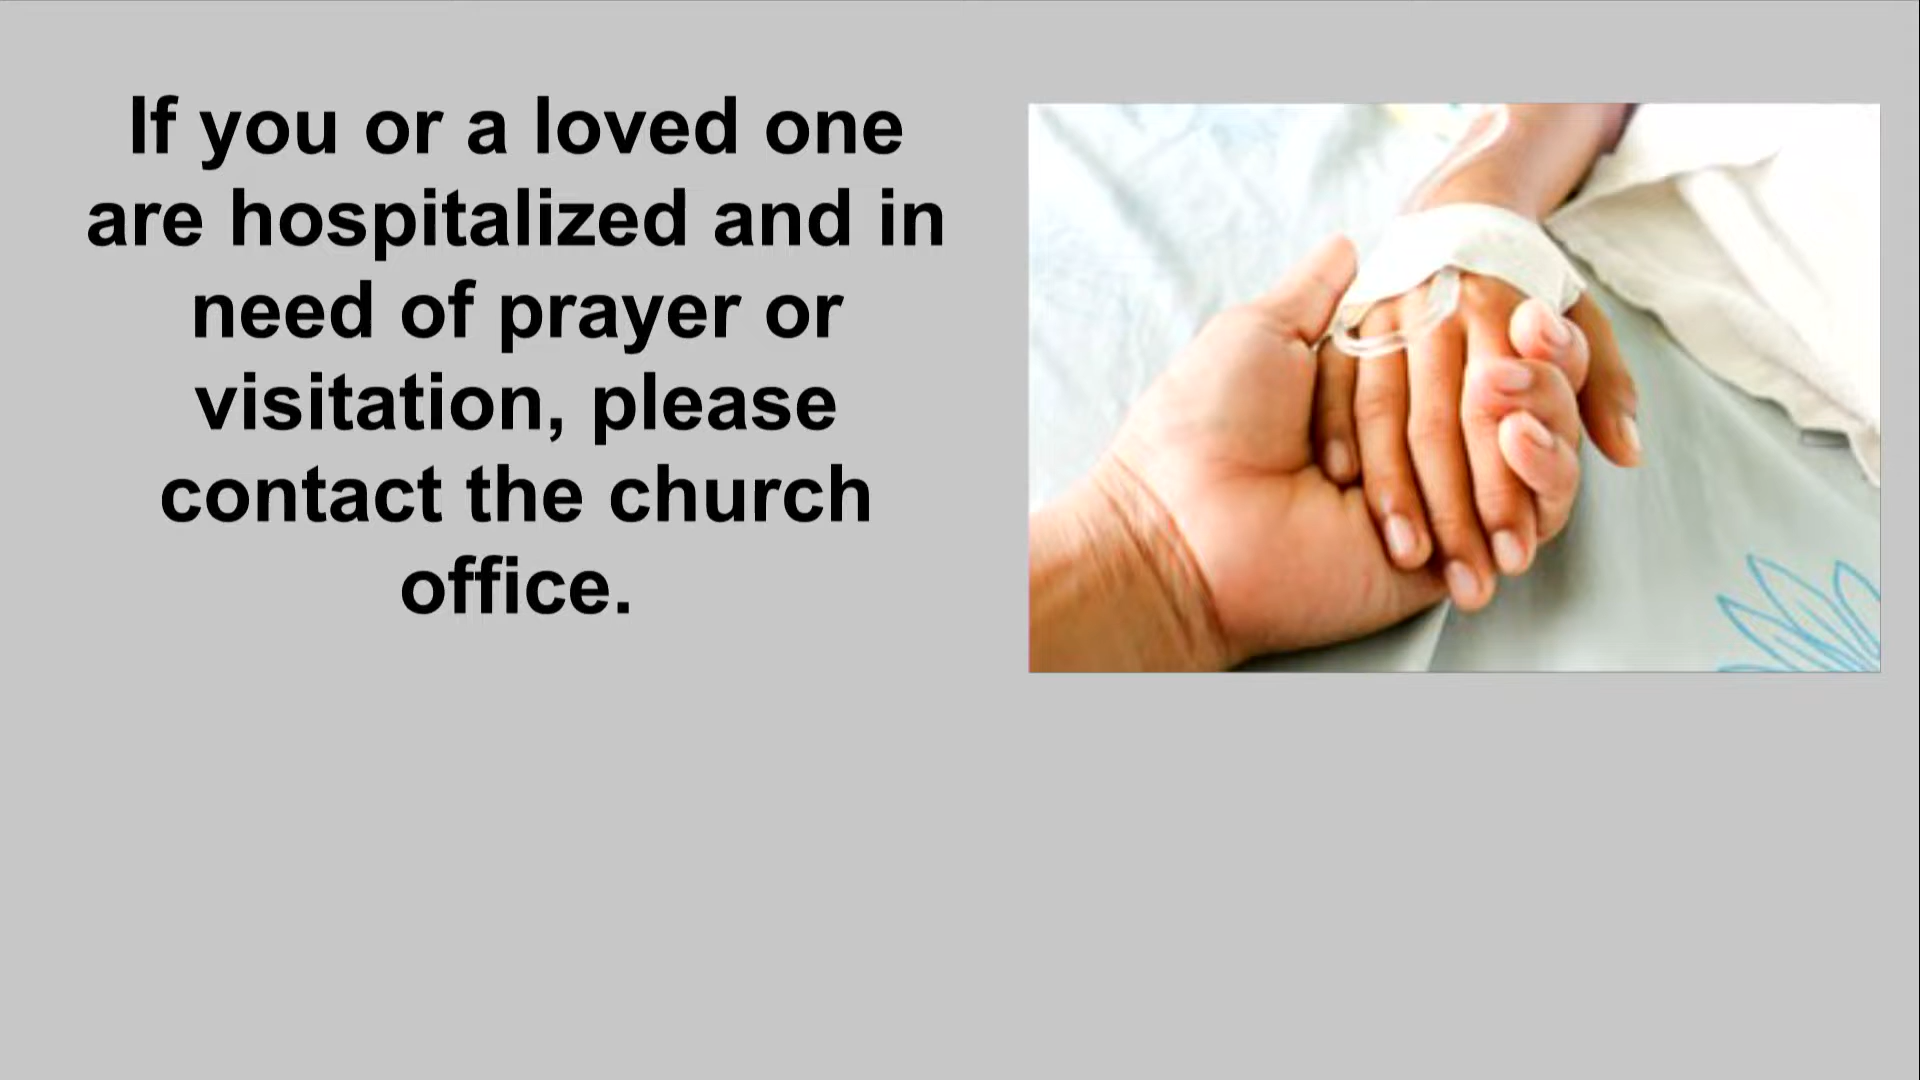 If you or a loved one
are hospitalized and in
need of prayer or
visitation, please
contact the church
office.